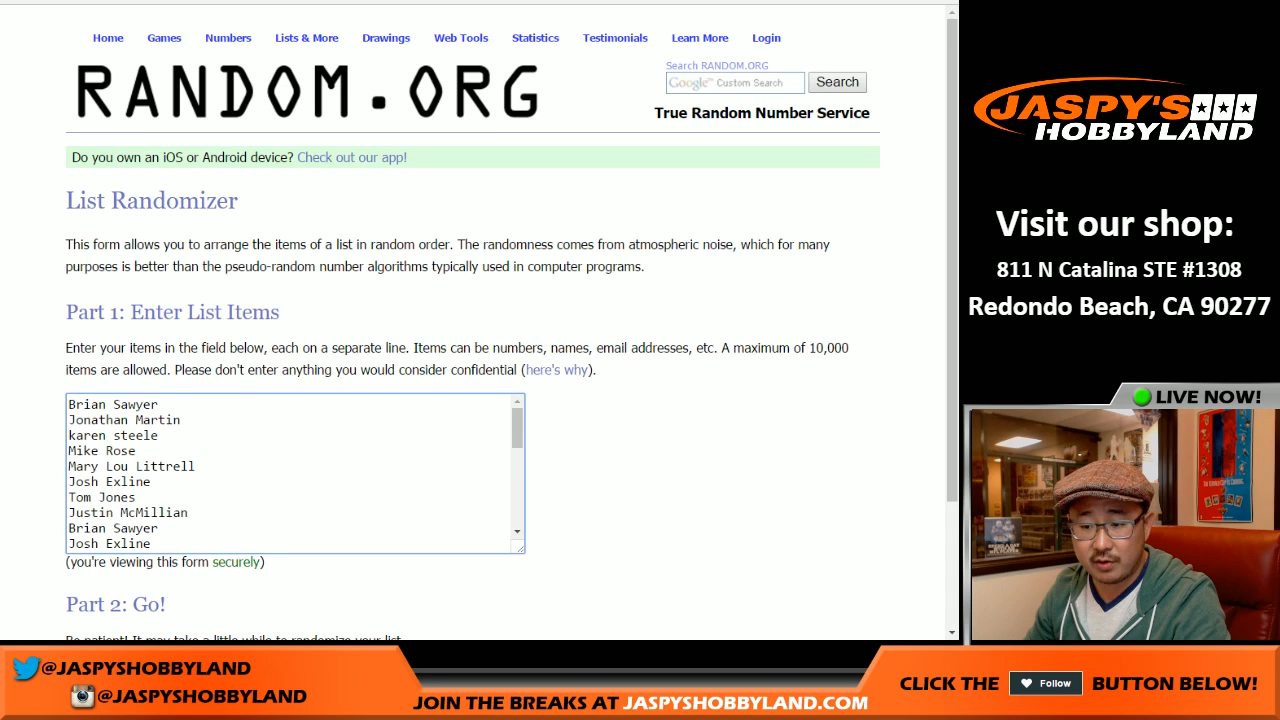 Home Games Numbers Lists & More Drawings Web Tools Statistics Testimonials Learn More Login
RANDOM.ORG
Search RANDOM.ORG
Google™ Custom Search Search
True Random Number Service
Do you own an iOS or Android device? Check out our app!
List Randomizer
This form allows you to arrange the items of a list in random order. The randomness comes from atmospheric noise, which for many
purposes is better than the pseudo-random number algorithms typically used in computer programs.
Part 1: Enter List Items
Enter your items in the field below, each on a separate line. Items can be numbers, names, email addresses, etc. A maximum of 10,000
items are allowed. Please don't enter anything you would consider confidential (here's why).
Brian Sawyer
Jonathan Martin
karen steele
Mike Rose
Mary Lou Littrell
Josh Exline
Tom Jones
Justin McMillian
Brian Sawyer
Josh Exline
(you're viewing this form securely)
Part 2: Go!
Be patient! It may take a little while to randomize your list
JASPY'S
HOBBYLAND
Visit our shop:
811 N Catalina STE #1308
Redondo Beach, CA 90277
LIVE NOW!
@JASPYSHOBBYLAND
@JASPYSHOBBYLAND
JOIN THE BREAKS AT JASPYSHOBBYLAND.COM
CLICK THE Follow BUTTON BELOW!